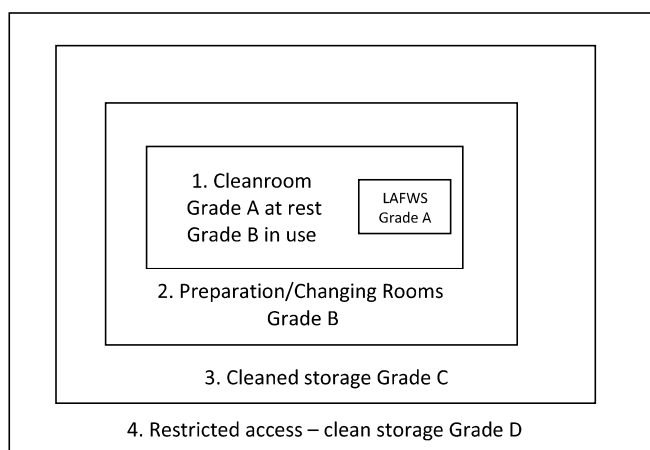 1. Cleanroom
Grade A at rest
Grade B in use
LAFWS
Grade A
2. Preparation/Changing Rooms
Grade B
3. Cleaned storage Grade C
4. Restricted access – clean storage Grade D